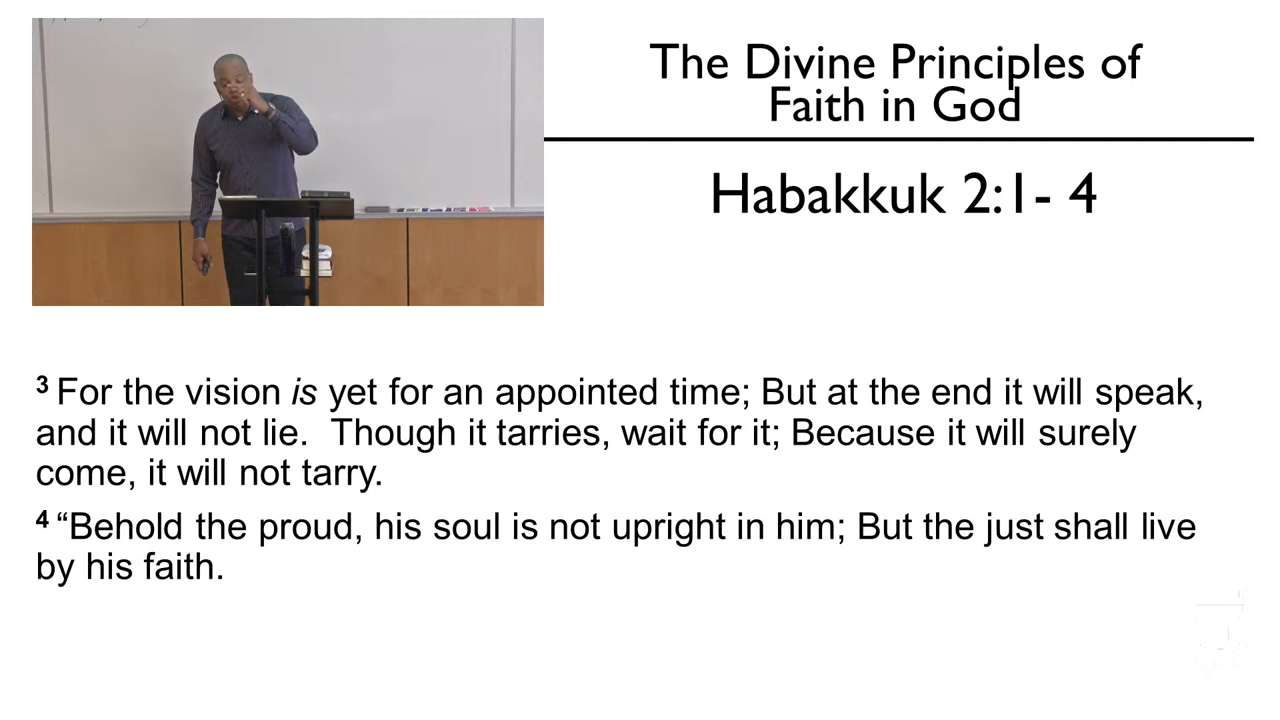 The Divine Principles of
Faith in God
Habakkuk 2:1- 4
3 For the vision is yet for an appointed time; But at the end it will speak,
and it will not lie.  Though it tarries, wait for it; Because it will surely
come, it will not tarry.
4 “Behold the proud, his soul is not upright in him; But the just shall live
by his faith.